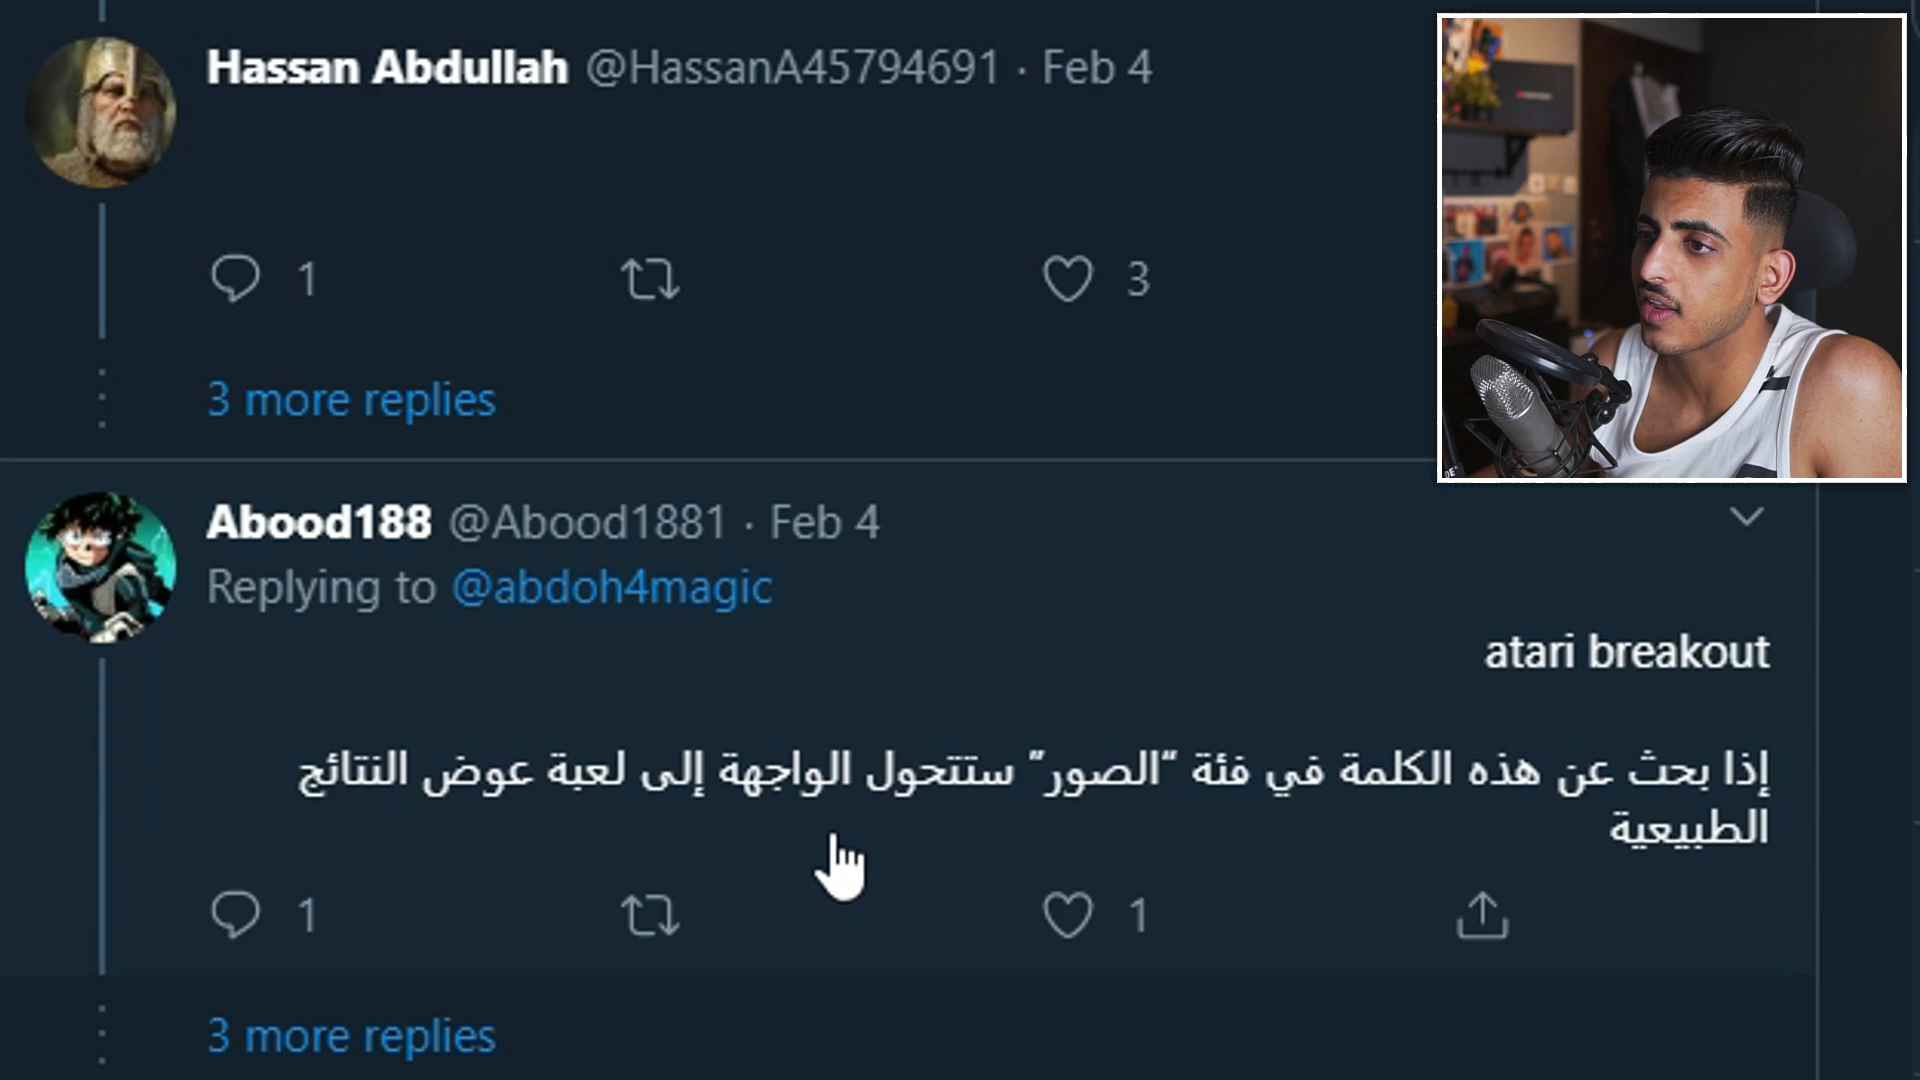 Hassan Abdullah @HassanA45794691 · Feb 4
1 3
3 more replies
Abood188 @Abood1881 · Feb 4
Replying to @abdoh4magic
atari breakout
إذا بحث عن هذه الكلمة في فئة “الصور” ستتحول الواجهة إلى لعبة عوض النتائج
الطبيعية
1 1
3 more replies